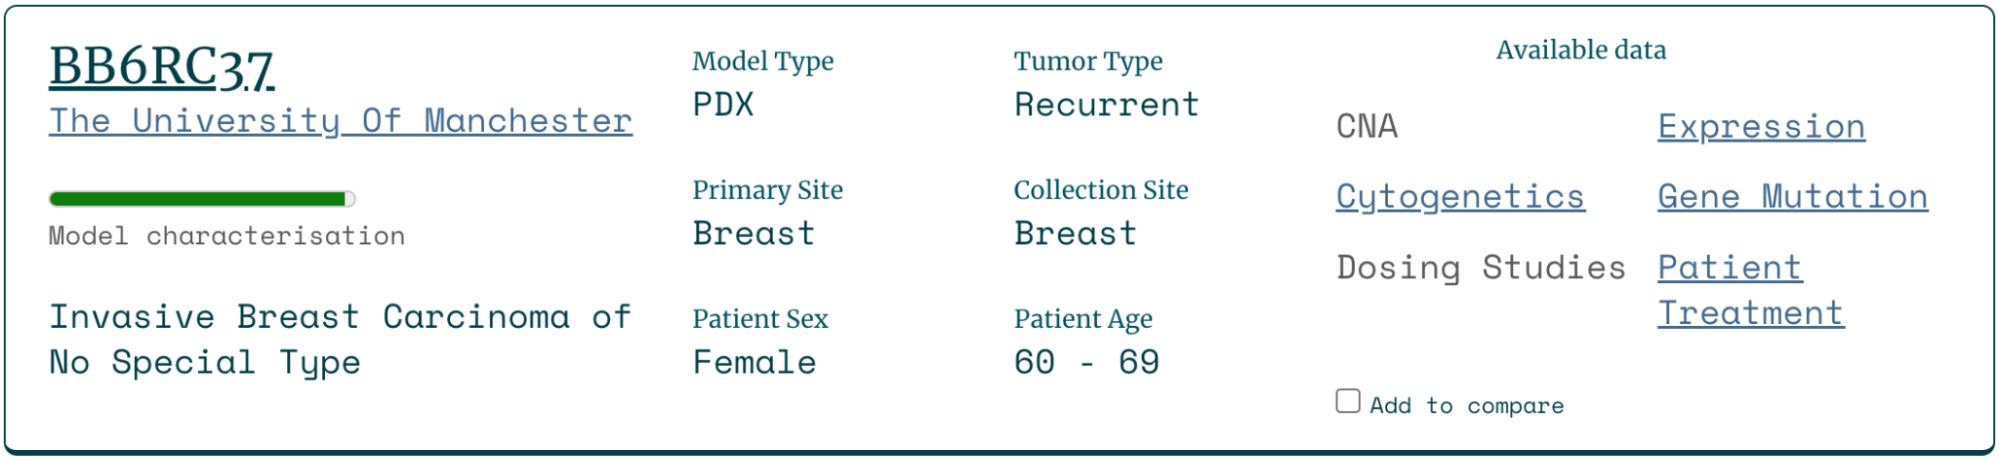 BB6RC37
The University Of Manchester
Model characterisation
Invasive Breast Carcinoma of
No Special Type
Model Type
PDX
Tumor Type
Recurrent
Primary Site
Breast
Collection Site
Breast
Patient Sex
Female
Patient Age
60 - 69
Available data
CNA
Expression
Cytogenetics
Gene Mutation
Dosing Studies
Patient
Treatment
Add to compare